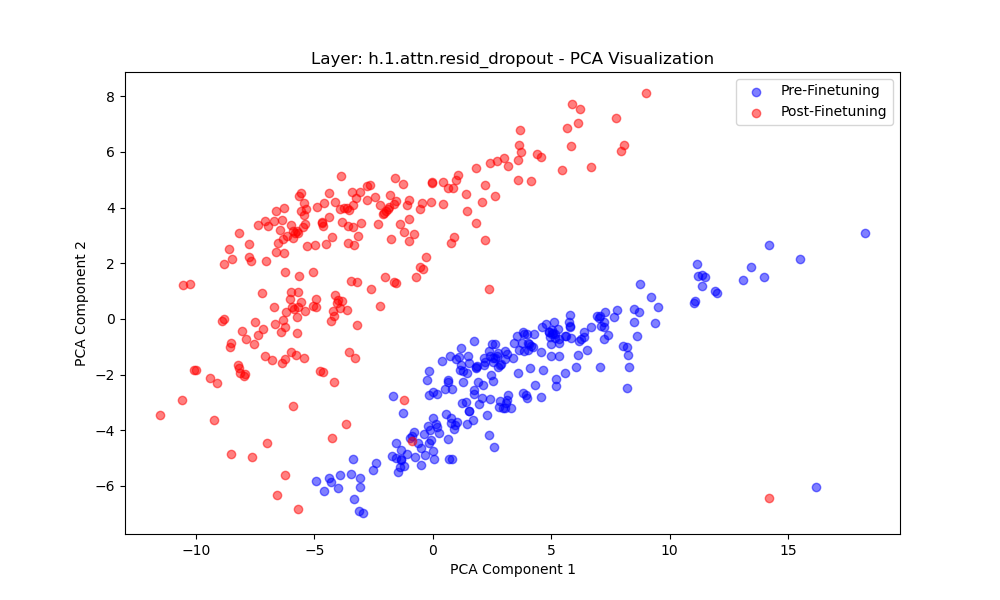 Layer: h.1.attn.resid_dropout - PCA Visualization
Pre-Finetuning
Post-Finetuning
PCA Component 2
8
6
4
2
0
−2
−4
−6
−10
−5
0
5
10
15
PCA Component 1